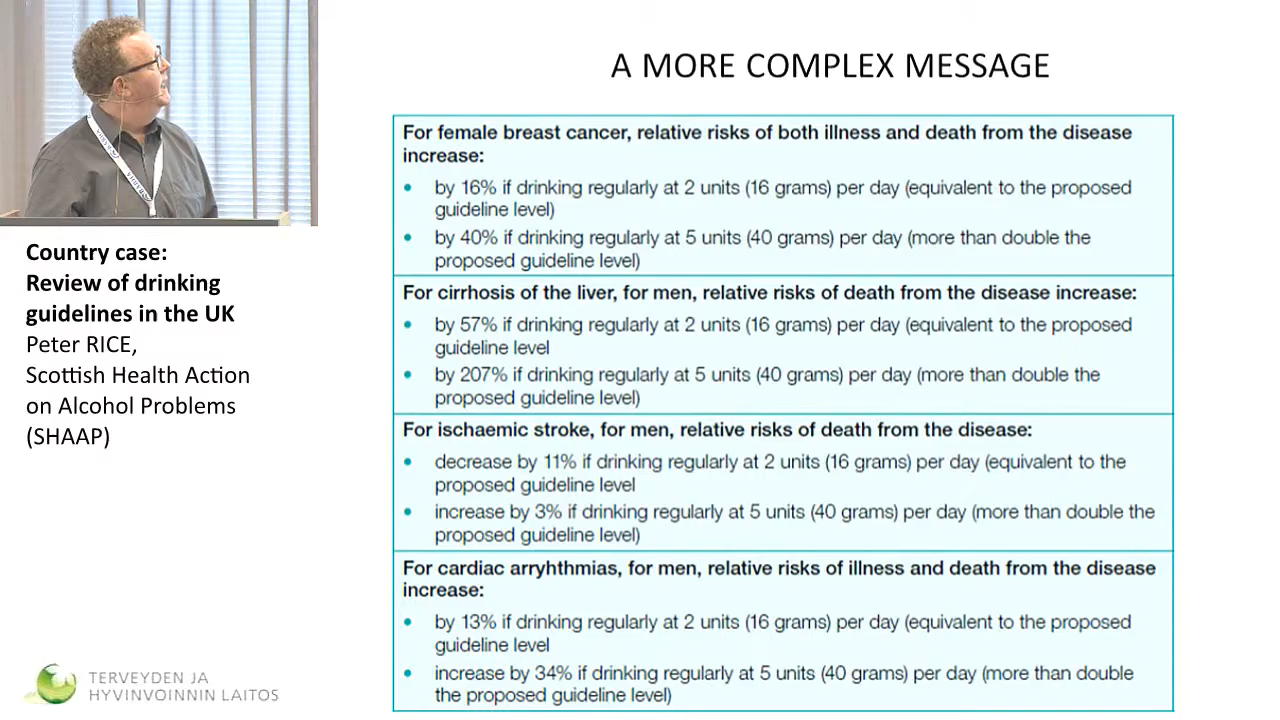 A MORE COMPLEX MESSAGE
For female breast cancer, relative risks of both illness and death from the disease
increase:
• by 16% if drinking regularly at 2 units (16 grams) per day (equivalent to the proposed
guideline level)
• by 40% if drinking regularly at 5 units (40 grams) per day (more than double the
proposed guideline level)
For cirrhosis of the liver, for men, relative risks of death from the disease increase:
• by 57% if drinking regularly at 2 units (16 grams) per day (equivalent to the proposed
guideline level
• by 207% if drinking regularly at 5 units (40 grams) per day (more than double the
proposed guideline level)
For ischaemic stroke, for men, relative risks of death from the disease:
• decrease by 11% if drinking regularly at 2 units (16 grams) per day (equivalent to the
proposed guideline level
• increase by 3% if drinking regularly at 5 units (40 grams) per day (more than double the
proposed guideline level)
For cardiac arryhthmias, for men, relative risks of illness and death from the disease
increase:
• by 13% if drinking regularly at 2 units (16 grams) per day (equivalent to the proposed
guideline level
• increase by 34% if drinking regularly at 5 units (40 grams) per day (more than double
the proposed guideline level)
Country case:
Review of drinking
guidelines in the UK
Peter RICE,
Scottish Health Action
on Alcohol Problems
(SHAAP)
TERVEYDEN JA
HYVINVOINNIN LAITOS